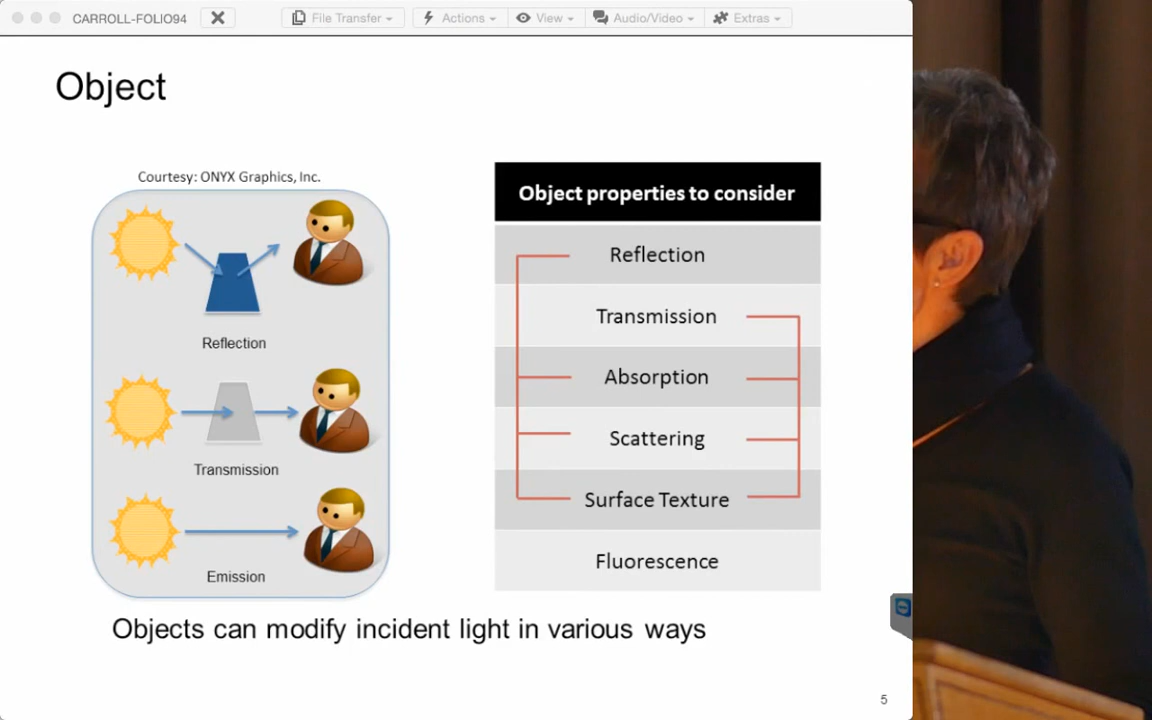 CARROLL-FOLIO94
File Transfer
Actions
View
Audio/Video
Extras
Object
Courtesy: ONYX Graphics, Inc.
Reflection
Transmission
Emission
Object properties to consider
Reflection
Transmission
Absorption
Scattering
Surface Texture
Fluorescence
Objects can modify incident light in various ways
5